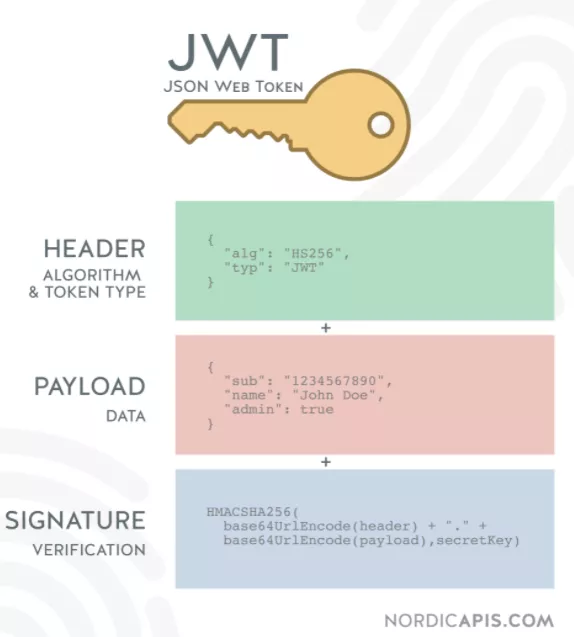 JWT
JSON WEB TOKEN
HEADER
ALGORITHM
& TOKEN TYPE
{
"alg": "HS256",
"typ": "JWT"
}
+
PAYLOAD
DATA
{
"sub": "1234567890",
"name": "John Doe",
"admin": true
}
+
SIGNATURE
VERIFICATION
HMACSHA256(
base64UrlEncode(header) + "." +
base64UrlEncode(payload),secretKey)
NORDICAPIS.COM